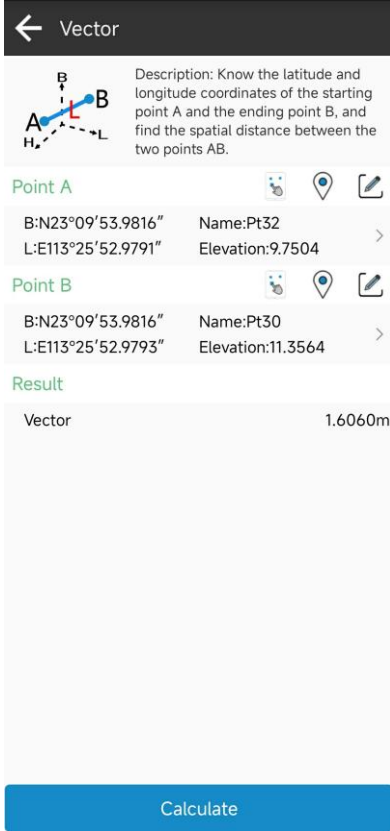 Vector
B
B
L
A
H
L
Description: Know the latitude and
longitude coordinates of the starting
point A and the ending point B, and
find the spatial distance between the
two points AB.
Point A
B:N23°09′53.9816″ Name:Pt32
L:E113°25′52.9791″ Elevation:9.7504
Point B
B:N23°09′53.9816″ Name:Pt30
L:E113°25′52.9793″ Elevation:11.3564
Result
Vector 1.6060m
Calculate